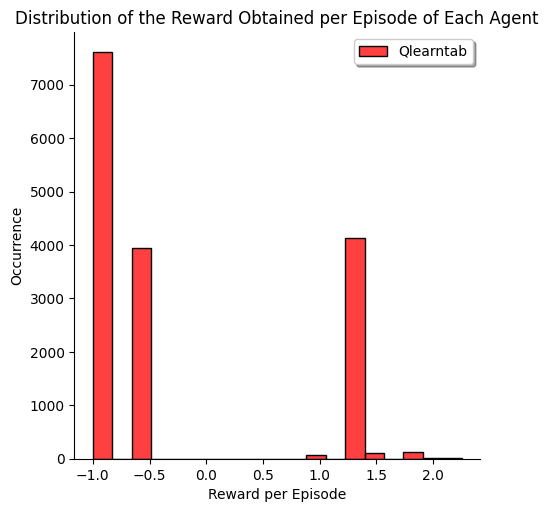 Distribution of the Reward Obtained per Episode of Each Agent
Qlearntab
7000
6000
5000
4000
3000
2000
1000
0
Occurrence
−1.0 −0.5 0.0 0.5 1.0 1.5 2.0
Reward per Episode